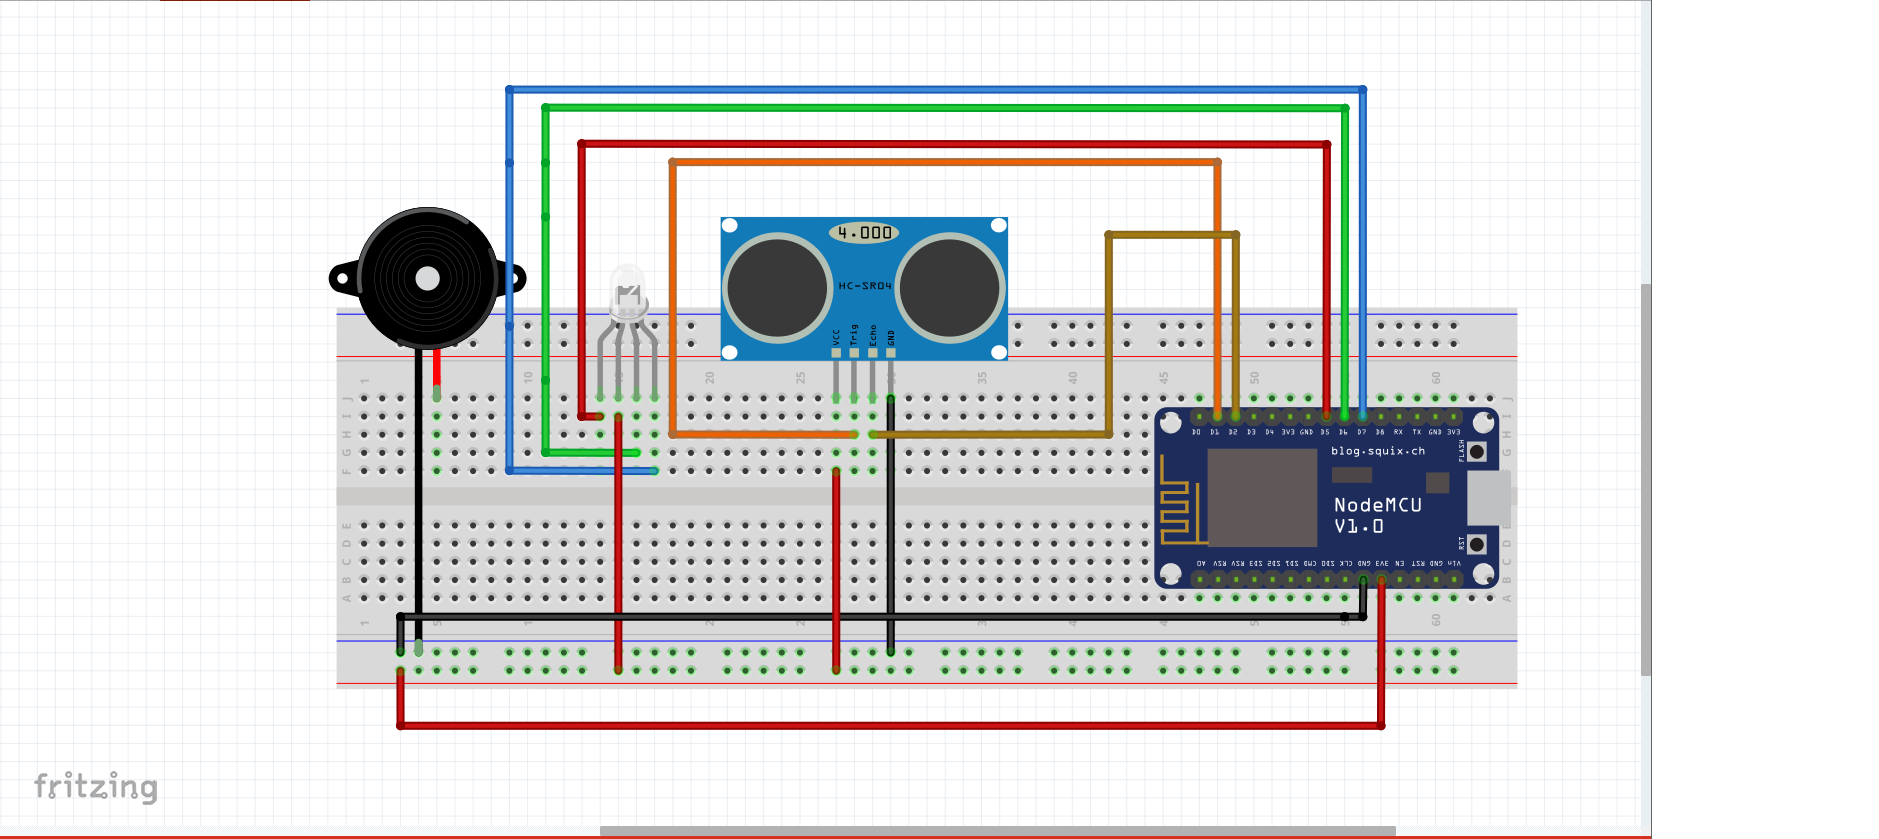 4.000
HC-SR04
VCC
Trig
Echo
GND
1
10
20
25
35
40
45
50
60
J
I
H
G
F
E
D
C
B
A
J
D0 D1 D2 D3 D4 3V3 GND D5 D6 D7 D8 RX TX GND 3V3
blog.squix.ch
FLASH
NodeMCU
V1.0
RST
A0 RSV RSV SD3 SD2 SD1 CMD SD0 CLK GND 3V3 EN RST GND
1
60
fritzing